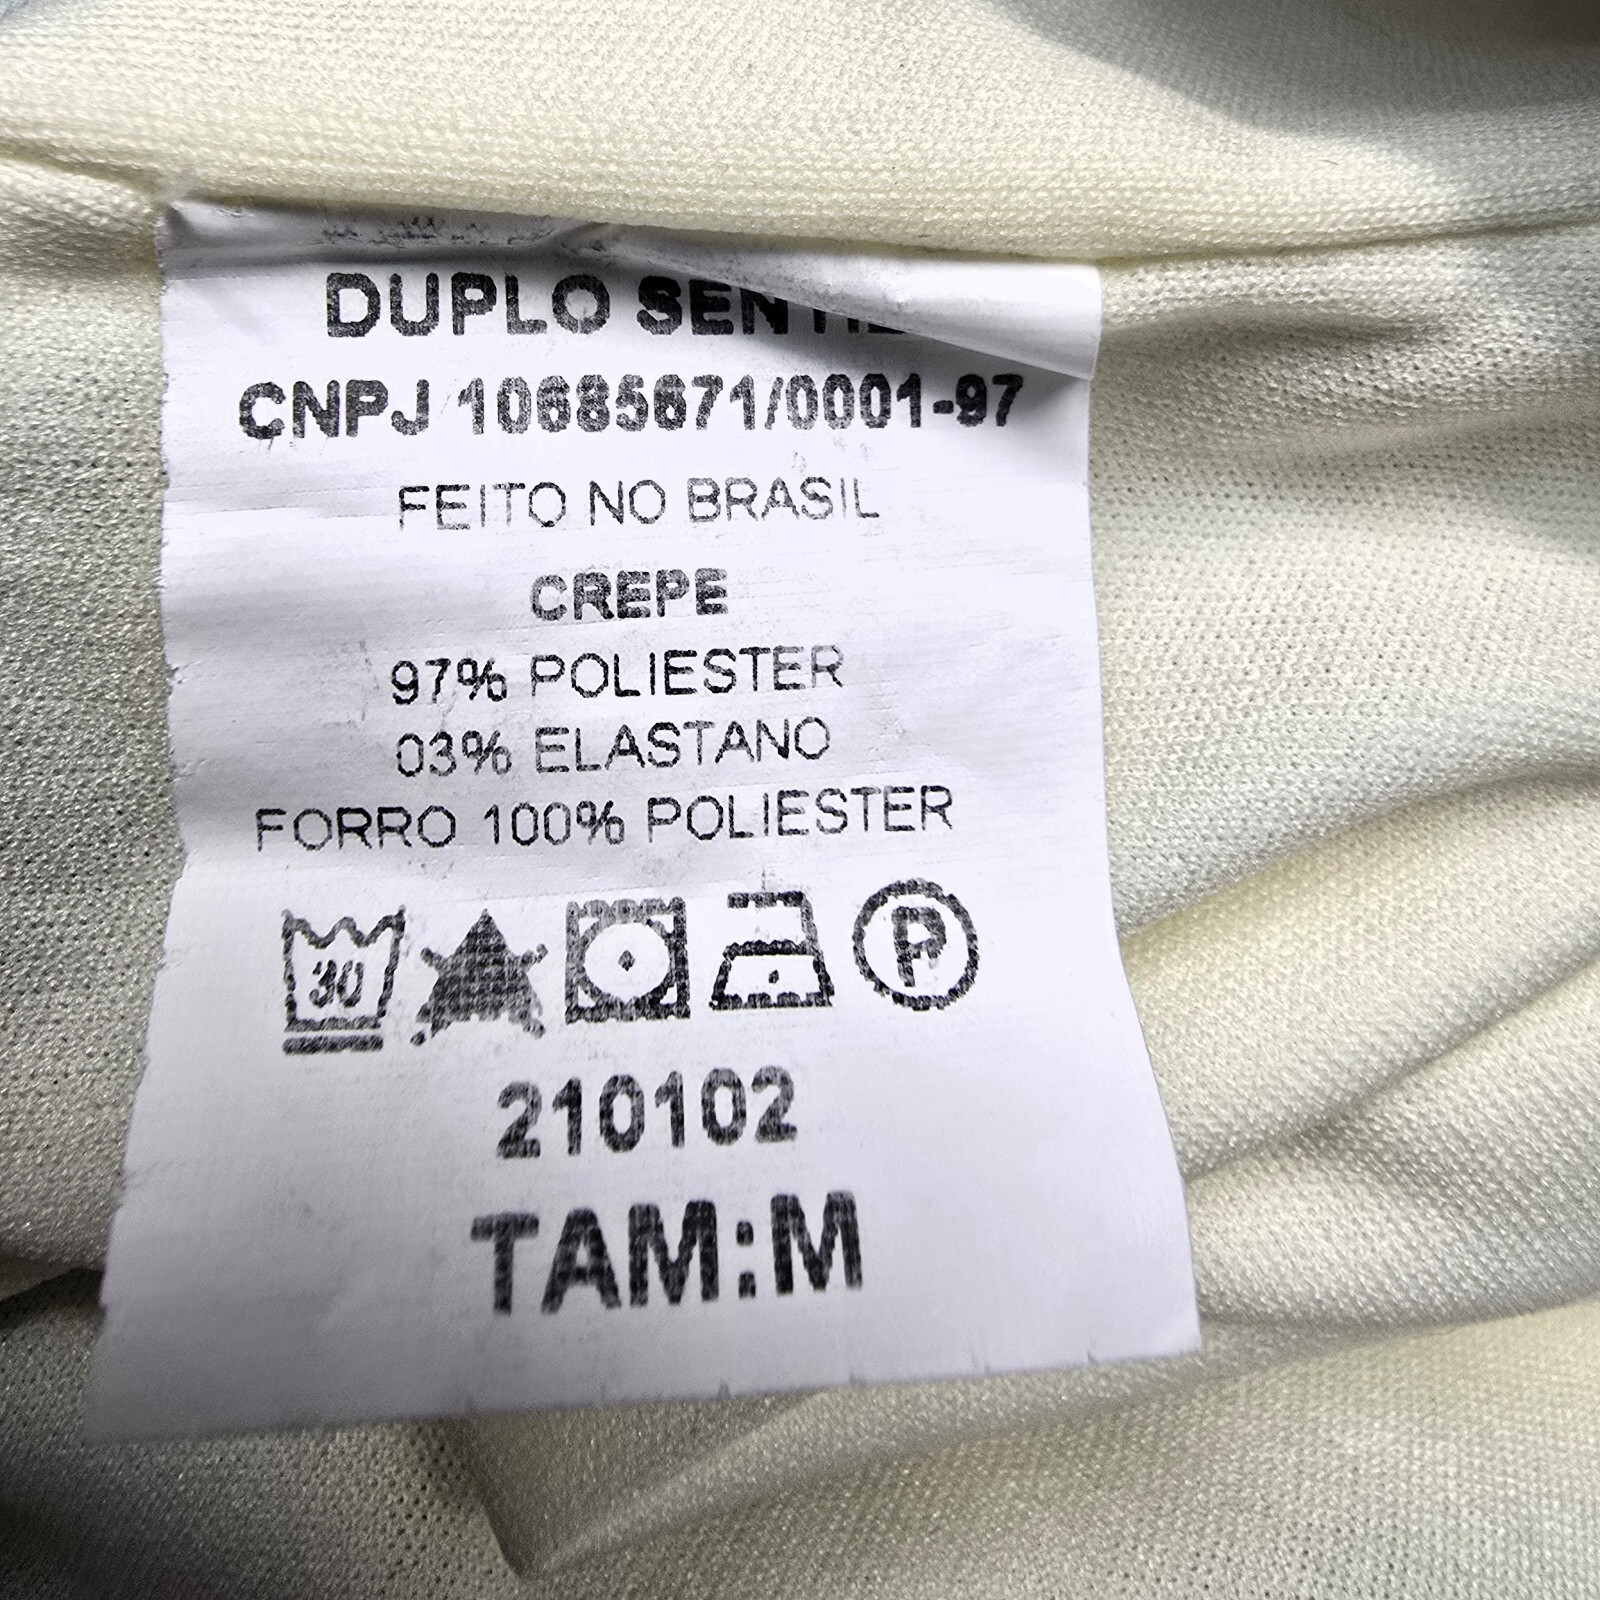 DUPLO
CNPJ 10685671/0001-97
FEITO NO BRASIL
CREPE
97% POLIESTER
03% ELASTANO
FORRO 100% POLIESTER
30 P
210102
TAM:M